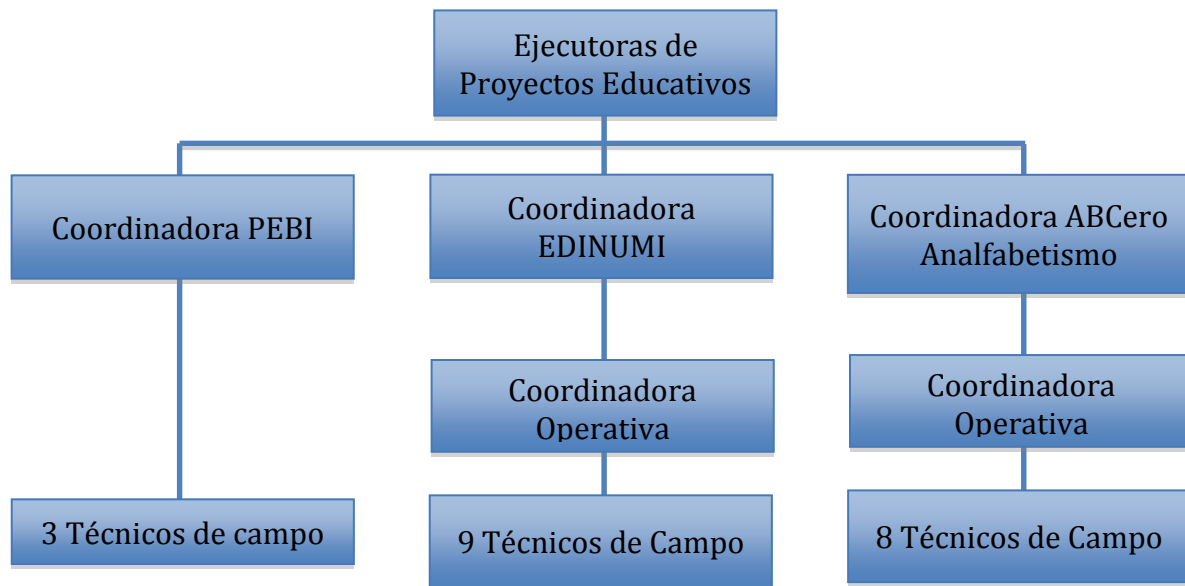 Ejecutoras de
Proyectos Educativos
Coordinadora PEBI
Coordinadora
EDINUMI
Coordinadora ABCero
Analfabetismo
Coordinadora
Operativa
Coordinadora
Operativa
3 Técnicos de campo
9 Técnicos de Campo
8 Técnicos de Campo